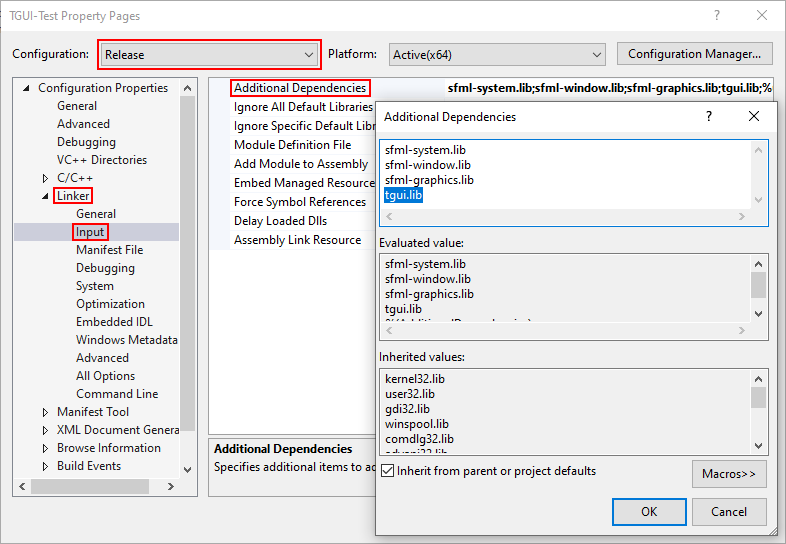 TGUI-Test Property Pages
Configuration: Release Platform: Active(x64) Configuration Manager...
Configuration Properties
General
Advanced
Debugging
VC++ Directories
C/C++
Linker
General
Input
Manifest File
Debugging
System
Optimization
Embedded IDL
Windows Metadata
Advanced
All Options
Command Line
Manifest Tool
XML Document Genera
Browse Information
Build Events
Additional Dependencies sfml-system.lib;sfml-window.lib;sfml-graphics.lib;tgui.lib;%
Ignore All Default Libraries
Ignore Specific Default Libr
Module Definition File
Add Module to Assembly
Embed Managed Resource
Force Symbol References
Delay Loaded Dlls
Assembly Link Resource
Additional Dependencies
Specifies additional items to ad
Additional Dependencies
sfml-system.lib
sfml-window.lib
sfml-graphics.lib
tgui.lib
Evaluated value:
sfml-system.lib
sfml-window.lib
sfml-graphics.lib
tgui.lib
Inherited values:
kernel32.lib
user32.lib
gdi32.lib
winspool.lib
comdlg32.lib
Inherit from parent or project defaults
Macros>>
OK Cancel